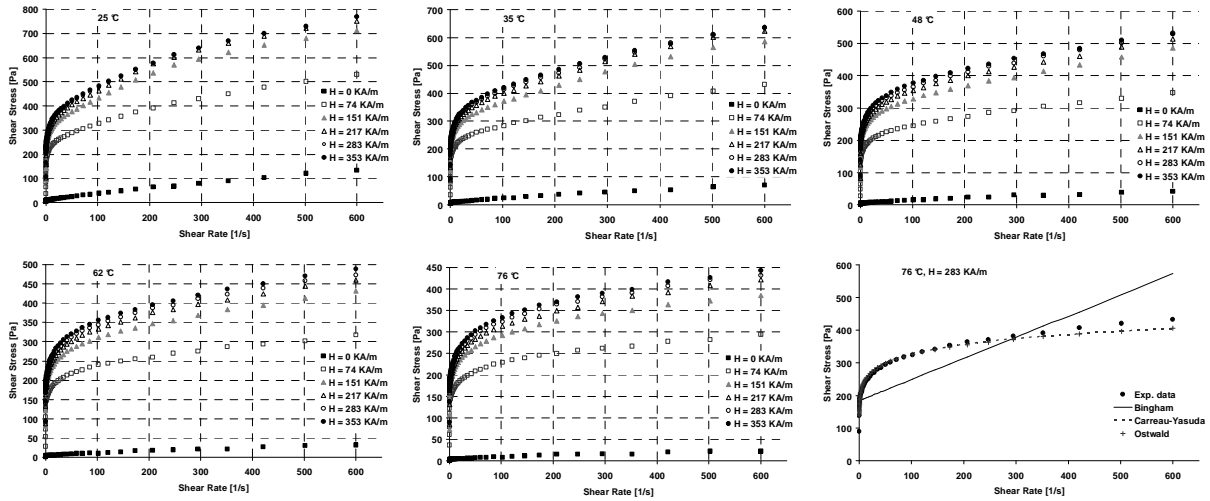 25 ℃
Shear Stress [Pa]
800
700
600
500
400
300
200
100
0
0 100 200 300 400 500 600
Shear Rate [1/s]
H = 0 KA/m
H = 74 KA/m
H = 151 KA/m
H = 217 KA/m
H = 283 KA/m
H = 353 KA/m
35 ℃
Shear Stress [Pa]
700
600
500
400
300
200
100
0
0 100 200 300 400 500 600
Shear Rate [1/s]
H = 0 KA/m
H = 74 KA/m
H = 151 KA/m
H = 217 KA/m
H = 283 KA/m
H = 353 KA/m
48 ℃
Shear Stress [Pa]
600
500
400
300
200
100
0
0 100 200 300 400 500 600
Shear Rate [1/s]
H = 0 KA/m
H = 74 KA/m
H = 151 KA/m
H = 217 KA/m
H = 283 KA/m
H = 353 KA/m
62 ℃
Shear Stress [Pa]
500
450
400
350
300
250
200
150
100
50
0
0 100 200 300 400 500 600
Shear Rate [1/s]
H = 0 KA/m
H = 74 KA/m
H = 151 KA/m
H = 217 KA/m
H = 283 KA/m
H = 353 KA/m
76 ℃
Shear Stress [Pa]
450
400
350
300
250
200
150
100
50
0
0 100 200 300 400 500 600
Shear Rate [1/s]
H = 0 KA/m
H = 74 KA/m
H = 151 KA/m
H = 217 KA/m
H = 283 KA/m
H = 353 KA/m
76 ℃, H = 283 KA/m
Shear Stress [Pa]
600
500
400
300
200
100
0
0 100 200 300 400 500 600
Shear Rate [1/s]
Exp. data
Bingham
Carreau-Yasuda
Ostwald